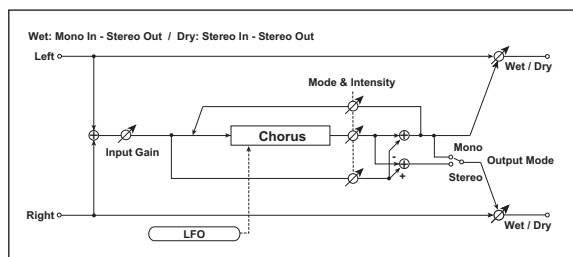 Wet: Mono In - Stereo Out / Dry: Stereo In - Stereo Out
Left
Wet / Dry
Mode & Intensity
Chorus
Input Gain
Mono
Output Mode
-
+
Stereo
Right
LFO
Wet / Dry